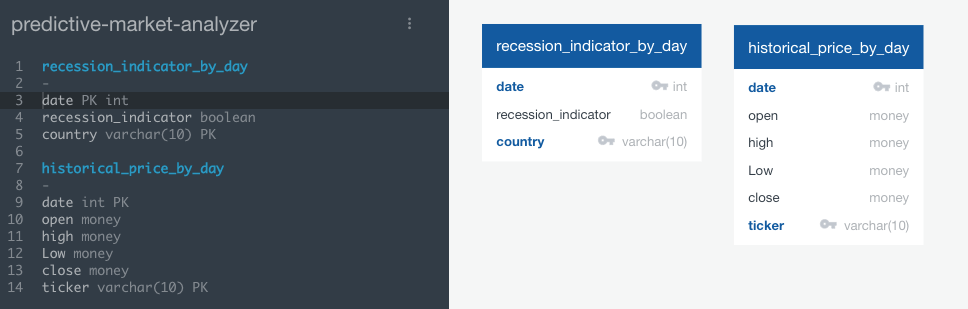 predictive-market-analyzer
1 recession_indicator_by_day
2 -
3 date PK int
4 recession_indicator boolean
5 country varchar(10) PK
6
7 historical_price_by_day
8 -
9 date int PK
10 open money
11 high money
12 Low money
13 close money
14 ticker varchar(10) PK
recession_indicator_by_day
date int
recession_indicator boolean
country varchar(10)
historical_price_by_day
date int
open money
high money
Low money
close money
ticker varchar(10)